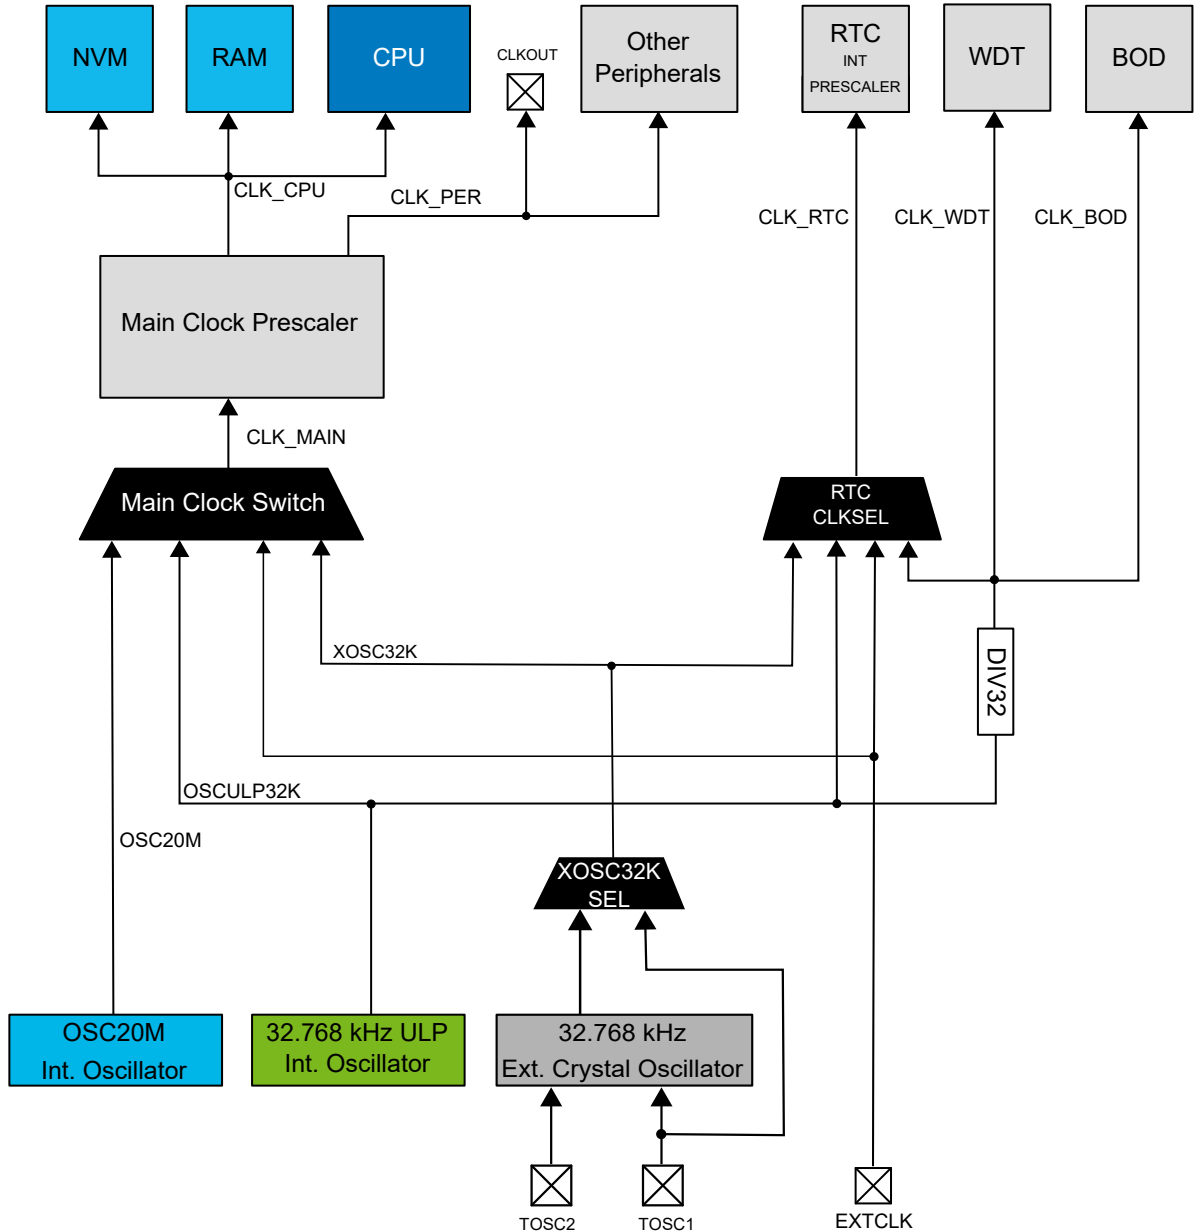 NVM
RAM
CPU
CLKOUT
Other
Peripherals
RTC
INT
PRESCALER
WDT
BOD
CLK_CPU
CLK_PER
CLK_RTC
CLK_WDT
CLK_BOD
Main Clock Prescaler
CLK_MAIN
Main Clock Switch
RTC
CLKSEL
XOSC32K
DIV32
OSCULP32K
OSC20M
XOSC32K
SEL
OSC20M
Int. Oscillator
32.768 kHz ULP
Int. Oscillator
32.768 kHz
Ext. Crystal Oscillator
TOSC2
TOSC1
EXTCLK